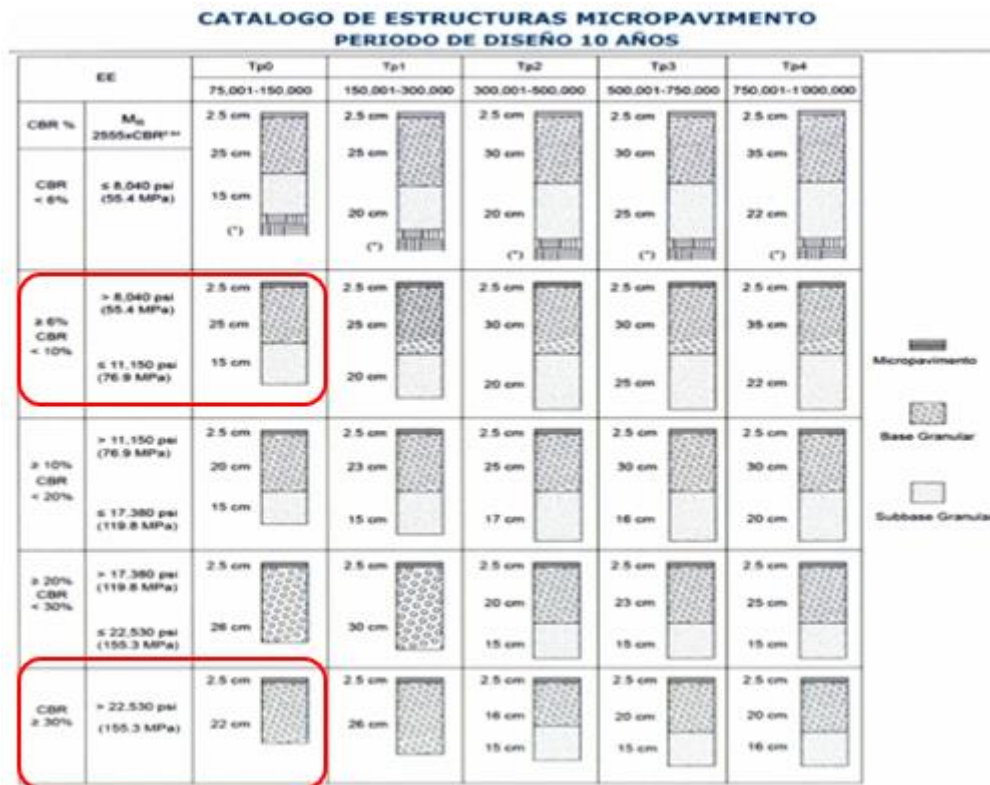 CATALOGO DE ESTRUCTURAS MICROPAVIMENTO
PERIODO DE DISEÑO 10 AÑOS
EE
Tp0
Tp1
Tp2
Tp3
Tp4
75,001-150,000
150,001-300,000
300,001-500,000
500,001-750,000
750,001-1'000,000
CBR %
MR
2555xCBR
CBR
< 6%
≤ 8,040 psi
(55.4 MPa)
2.5 cm
25 cm
15 cm
(*)
2.5 cm
25 cm
20 cm
(*)
2.5 cm
30 cm
20 cm
(*)
2.5 cm
30 cm
25 cm
(*)
2.5 cm
35 cm
22 cm
(*)
≥ 6%
CBR
< 10%
> 8,040 psi
(55.4 MPa)
≤ 11,150 psi
(76.9 MPa)
2.5 cm
25 cm
15 cm
2.5 cm
25 cm
20 cm
2.5 cm
30 cm
20 cm
2.5 cm
30 cm
25 cm
2.5 cm
35 cm
22 cm
≥ 10%
CBR
< 20%
> 11,150 psi
(76.9 MPa)
≤ 17,380 psi
(119.8 MPa)
2.5 cm
20 cm
15 cm
2.5 cm
23 cm
15 cm
2.5 cm
25 cm
17 cm
2.5 cm
30 cm
16 cm
2.5 cm
30 cm
20 cm
≥ 20%
CBR
< 30%
> 17,380 psi
(119.8 MPa)
≤ 22,530 psi
(155.3 MPa)
2.5 cm
26 cm
2.5 cm
30 cm
2.5 cm
20 cm
15 cm
2.5 cm
23 cm
15 cm
2.5 cm
25 cm
15 cm
CBR
≥ 30%
> 22,530 psi
(155.3 MPa)
2.5 cm
22 cm
2.5 cm
26 cm
2.5 cm
16 cm
15 cm
2.5 cm
20 cm
15 cm
2.5 cm
20 cm
16 cm
Micropavimento
Base Granular
Subbase Granular